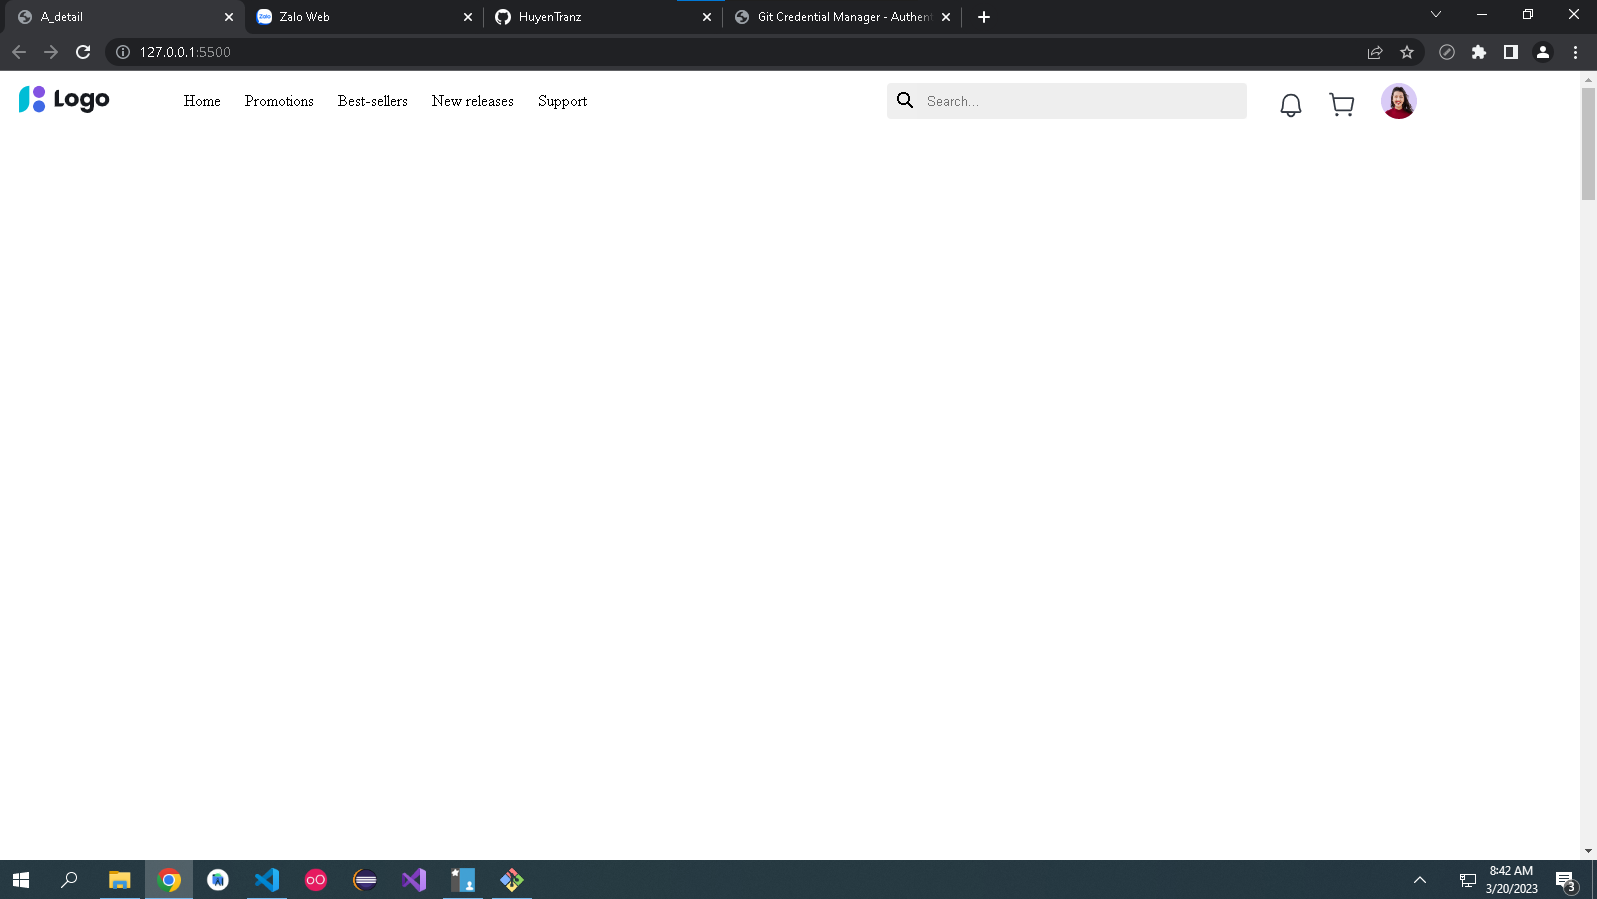 A_detail
Zalo Web
HuyenTranz
Git Credential Manager - Authent
127.0.0.1:5500
Logo
Home Promotions Best-sellers New releases Support
Search...
8:42 AM
3/20/2023
3